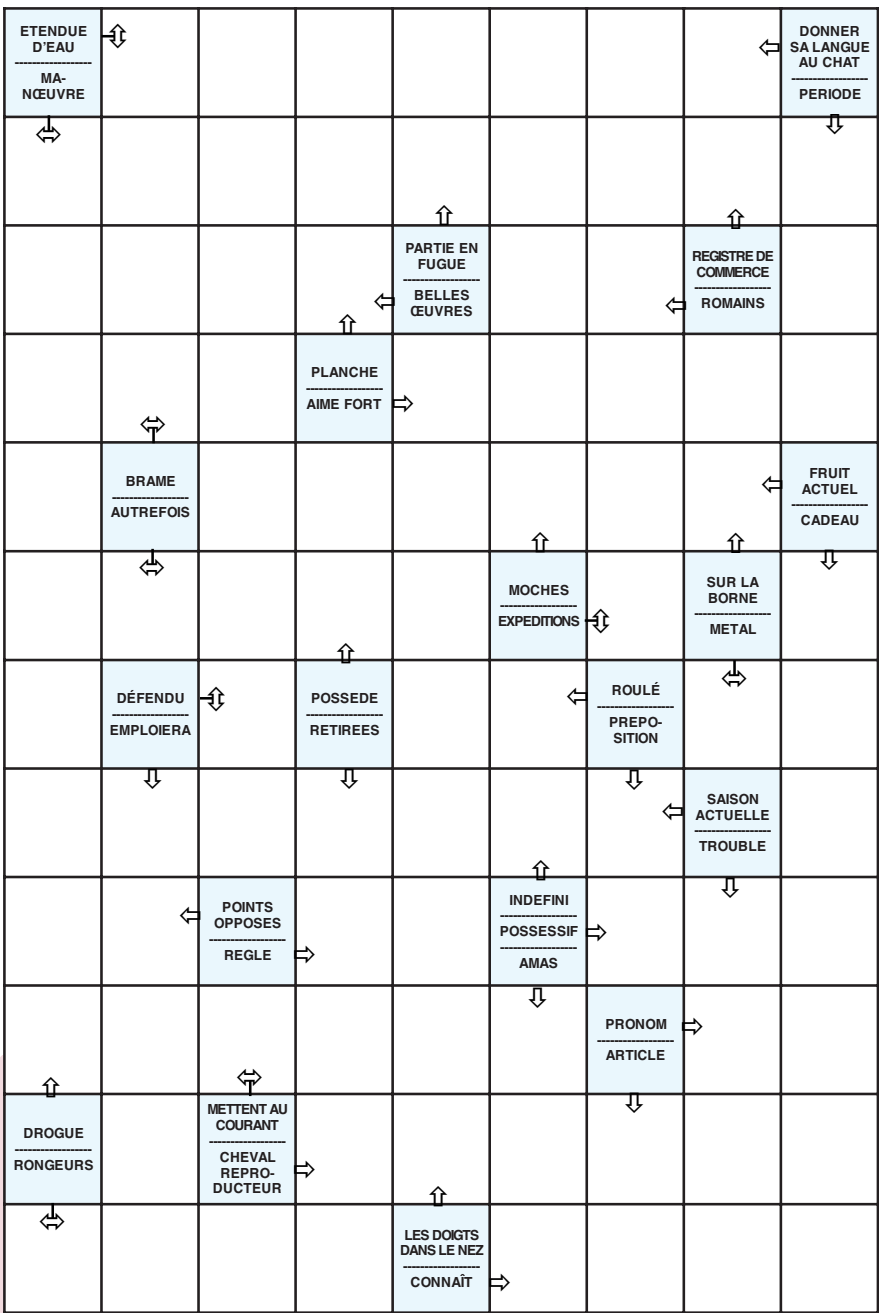 ETENDUE
D'EAU
MA-
NŒUVRE
DONNER
SA LANGUE
AU CHAT
PERIODE
PARTIE EN
FUGUE
BELLES
ŒUVRES
REGISTRE DE
COMMERCE
ROMAINS
PLANCHE
AIME FORT
BRAME
AUTREFOIS
FRUIT
ACTUEL
CADEAU
MOCHES
EXPEDITIONS
SUR LA
BORNE
METAL
DÉFENDU
EMPLOIERA
POSSEDE
RETIREES
ROULÉ
PREPO-
SITION
SAISON
ACTUELLE
TROUBLE
POINTS
OPPOSES
REGLE
INDEFINI
POSSESSIF
AMAS
PRONOM
ARTICLE
DROGUE
RONGEURS
METTENT AU
COURANT
CHEVAL
REPRO-
DUCTEUR
LES DOIGTS
DANS LE NEZ
CONNAÎT